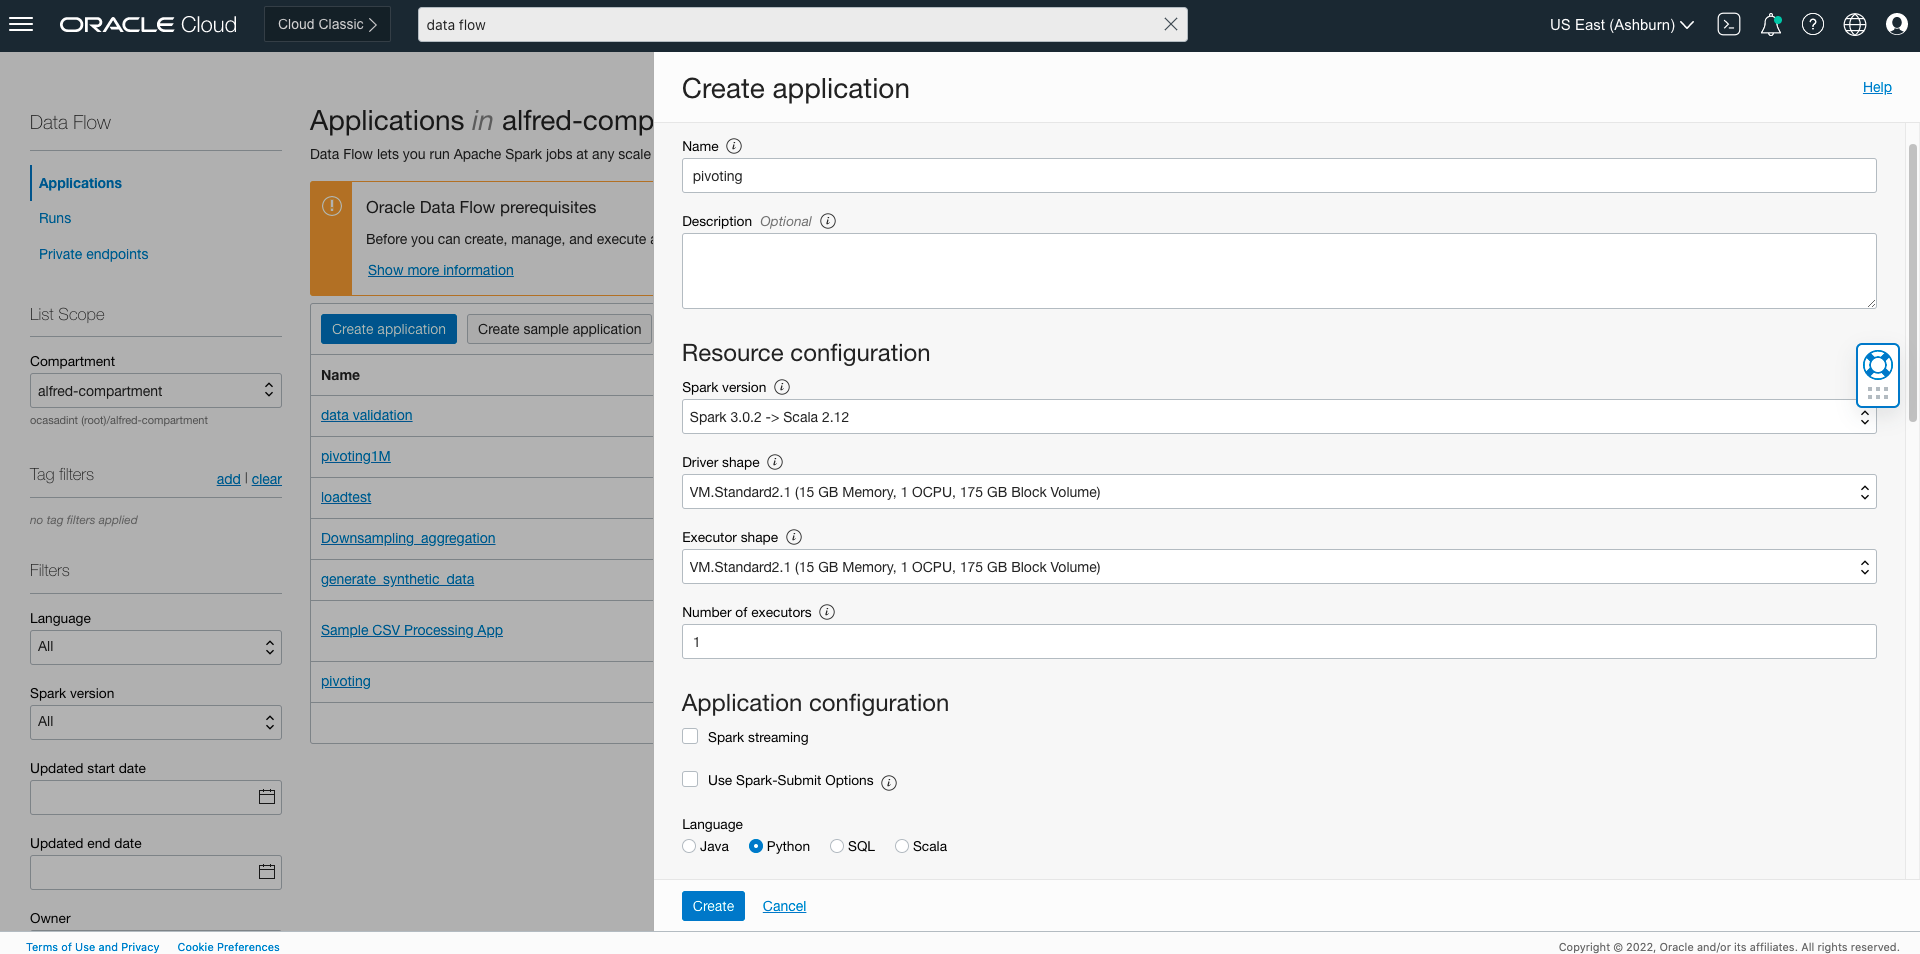 ORACLE Cloud
Cloud Classic
data flow
US East (Ashburn)
Data Flow
Applications
Runs
Private endpoints
List Scope
Compartment
alfred-compartment
ocasadint (root)/alfred-compartment
Tag filters
add | clear
no tag filters applied
Filters
Language
All
Spark version
All
Updated start date
Updated end date
Owner
Applications in alfred-comp
Data Flow lets you run Apache Spark jobs at any scale
Oracle Data Flow prerequisites
Before you can create, manage, and execute a
Show more information
Create application
Create sample application
Name
data validation
pivoting1M
loadtest
Downsampling_aggregation
generate_synthetic_data
Sample CSV Processing App
pivoting
Create application
Help
Name
pivoting
Description Optional
Resource configuration
Spark version
Spark 3.0.2 -> Scala 2.12
Driver shape
VM.Standard2.1 (15 GB Memory, 1 OCPU, 175 GB Block Volume)
Executor shape
VM.Standard2.1 (15 GB Memory, 1 OCPU, 175 GB Block Volume)
Number of executors
1
Application configuration
Spark streaming
Use Spark-Submit Options
Language
Java Python SQL Scala
Create Cancel
Terms of Use and Privacy Cookie Preferences
Copyright © 2022, Oracle and/or its affiliates. All rights reserved.